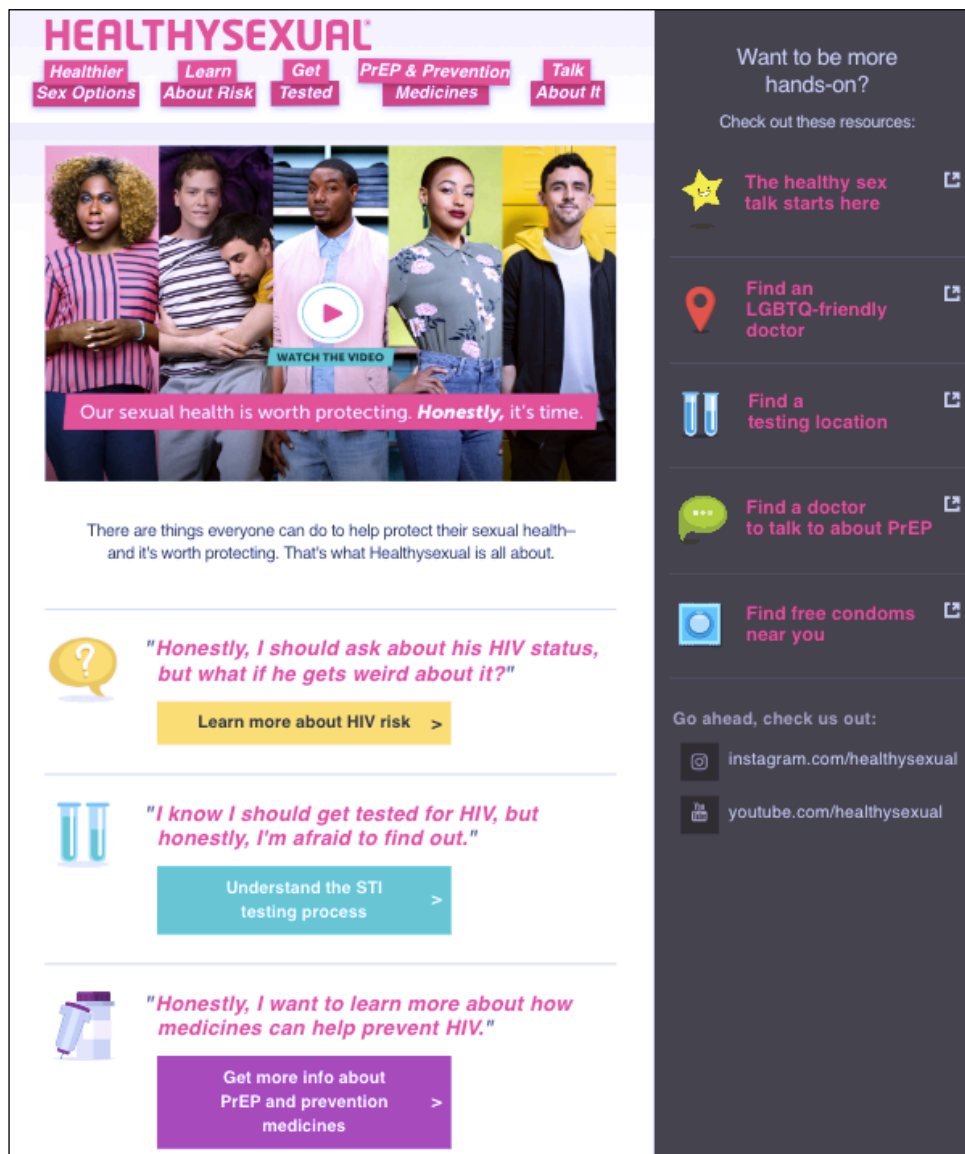 HEALTHYSEXUAL®
Healthier
Sex Options
Learn
About Risk
Get
Tested
PrEP & Prevention
Medicines
Talk
About It
WATCH THE VIDEO
Our sexual health is worth protecting. Honestly, it's time.
There are things everyone can do to help protect their sexual health–
and it's worth protecting. That's what Healthysexual is all about.
"Honestly, I should ask about his HIV status,
but what if he gets weird about it?"
Learn more about HIV risk >
"I know I should get tested for HIV, but
honestly, I'm afraid to find out."
Understand the STI
testing process >
"Honestly, I want to learn more about how
medicines can help prevent HIV."
Get more info about
PrEP and prevention >
medicines
Want to be more
hands-on?
Check out these resources:
The healthy sex
talk starts here
Find an
LGBTQ-friendly
doctor
Find a
testing location
Find a doctor
to talk to about PrEP
Find free condoms
near you
Go ahead, check us out:
instagram.com/healthysexual
You
Tube
youtube.com/healthysexual